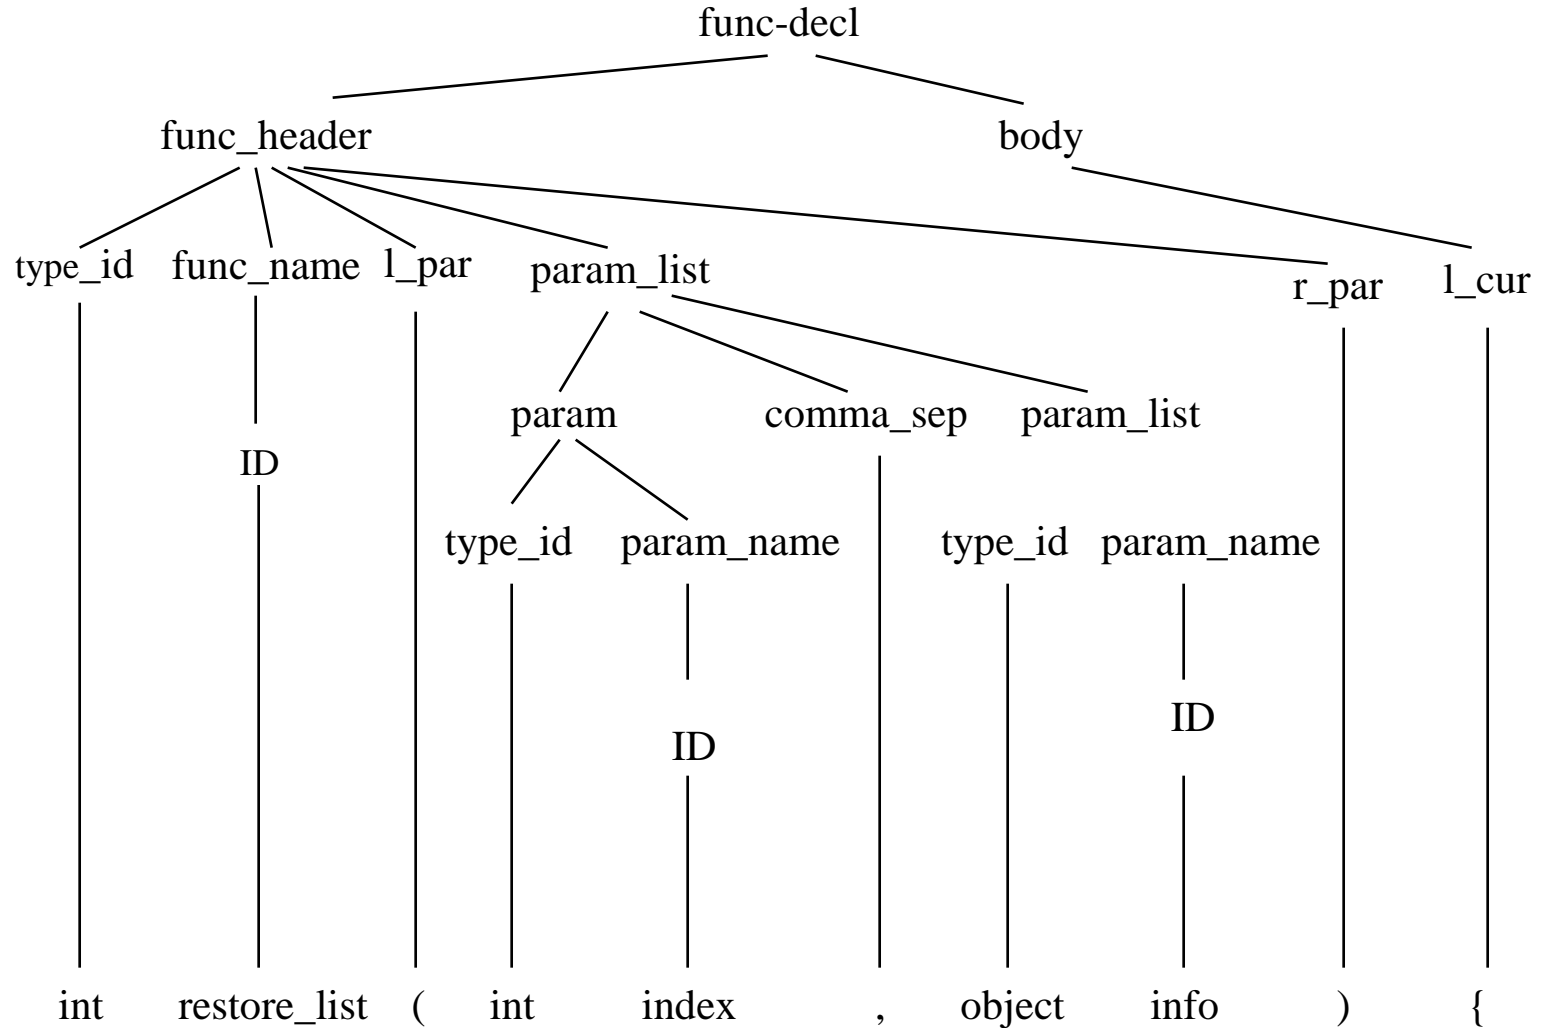 func-decl
func_header body
type_id func_name l_par param_list r_par l_cur
param comma_sep param_list
ID
type_id param_name type_id param_name
ID
ID
int restore_list ( int index , object info ) {